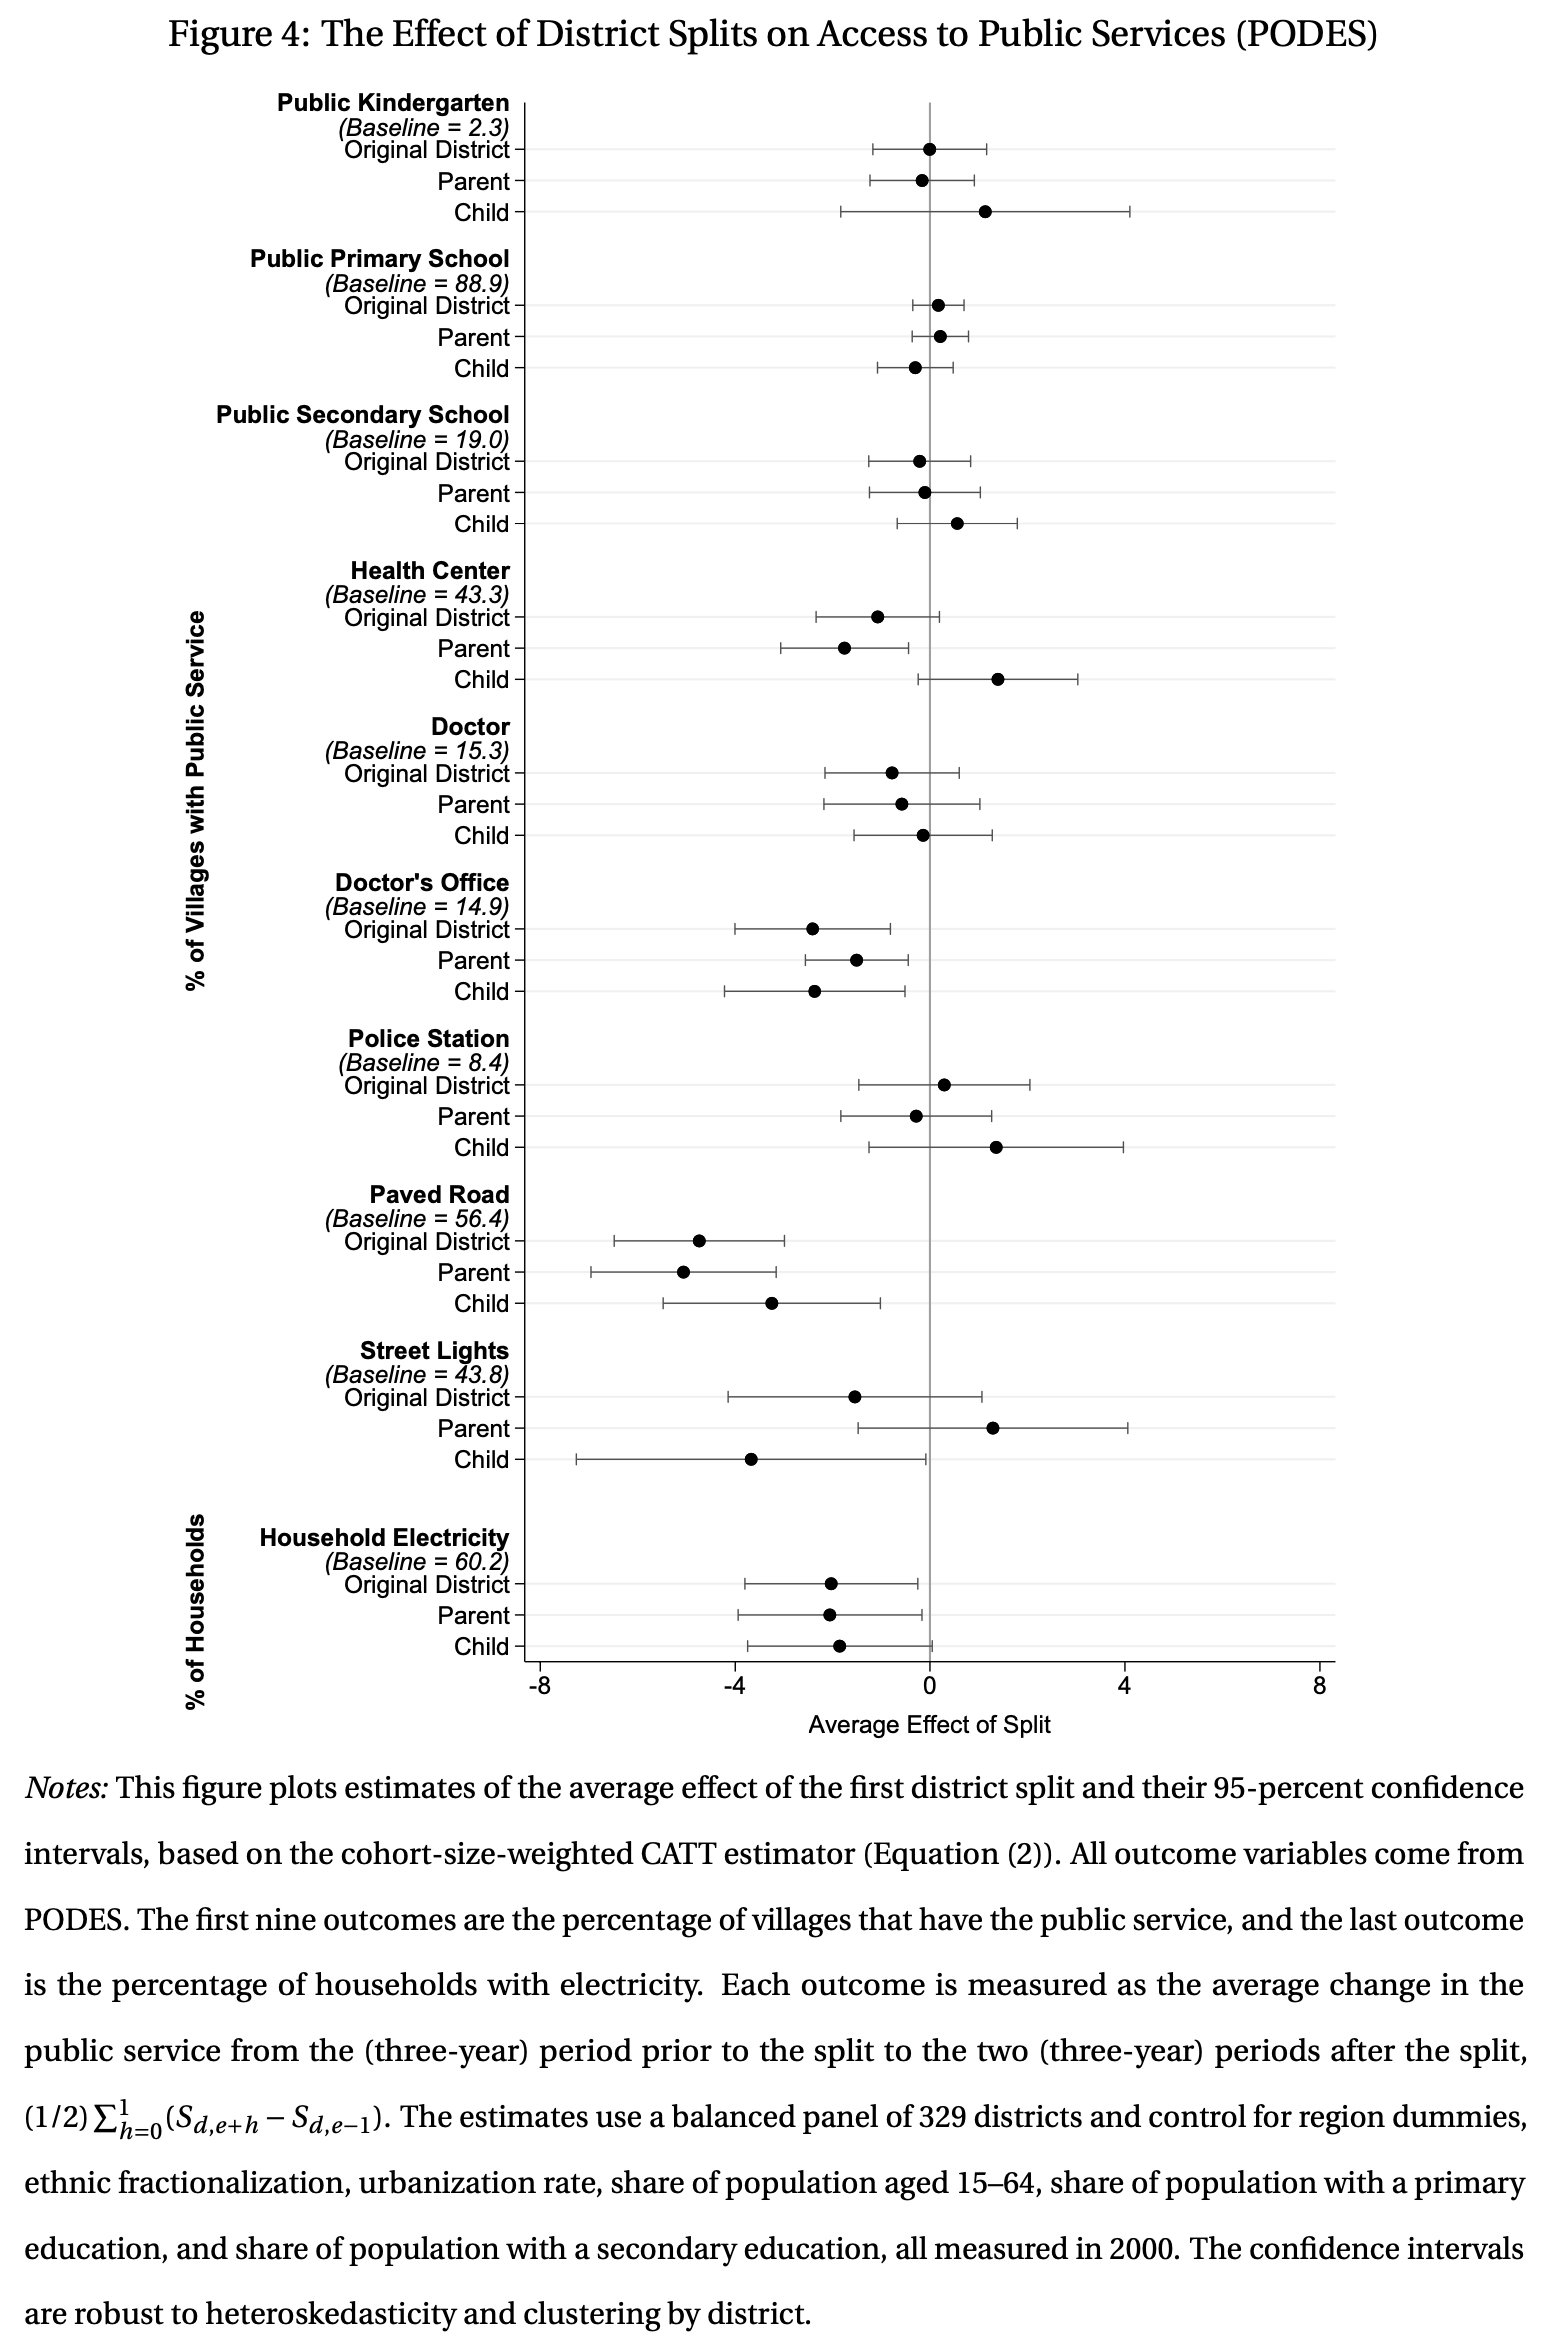 Figure 4: The Effect of District Splits on Access to Public Services (PODES)
% of Villages with Public Service
Public Kindergarten
(Baseline = 2.3)
Original District
Parent
Child
Public Primary School
(Baseline = 88.9)
Original District
Parent
Child
Public Secondary School
(Baseline = 19.0)
Original District
Parent
Child
Health Center
(Baseline = 43.3)
Original District
Parent
Child
Doctor
(Baseline = 15.3)
Original District
Parent
Child
Doctor's Office
(Baseline = 14.9)
Original District
Parent
Child
Police Station
(Baseline = 8.4)
Original District
Parent
Child
Paved Road
(Baseline = 56.4)
Original District
Parent
Child
Street Lights
(Baseline = 43.8)
Original District
Parent
Child
% of Households
Household Electricity
(Baseline = 60.2)
Original District
Parent
Child
-8 -4 0 4 8
Average Effect of Split
Notes: This figure plots estimates of the average effect of the first district split and their 95-percent confidence
intervals, based on the cohort-size-weighted CATT estimator (Equation (2)). All outcome variables come from
PODES. The first nine outcomes are the percentage of villages that have the public service, and the last outcome
is the percentage of households with electricity. Each outcome is measured as the average change in the
public service from the (three-year) period prior to the split to the two (three-year) periods after the split,
(1/2) ∑¹ₕ₌₀(S_{d,e+h} − S_{d,e−1}). The estimates use a balanced panel of 329 districts and control for region dummies,
ethnic fractionalization, urbanization rate, share of population aged 15–64, share of population with a primary
education, and share of population with a secondary education, all measured in 2000. The confidence intervals
are robust to heteroskedasticity and clustering by district.